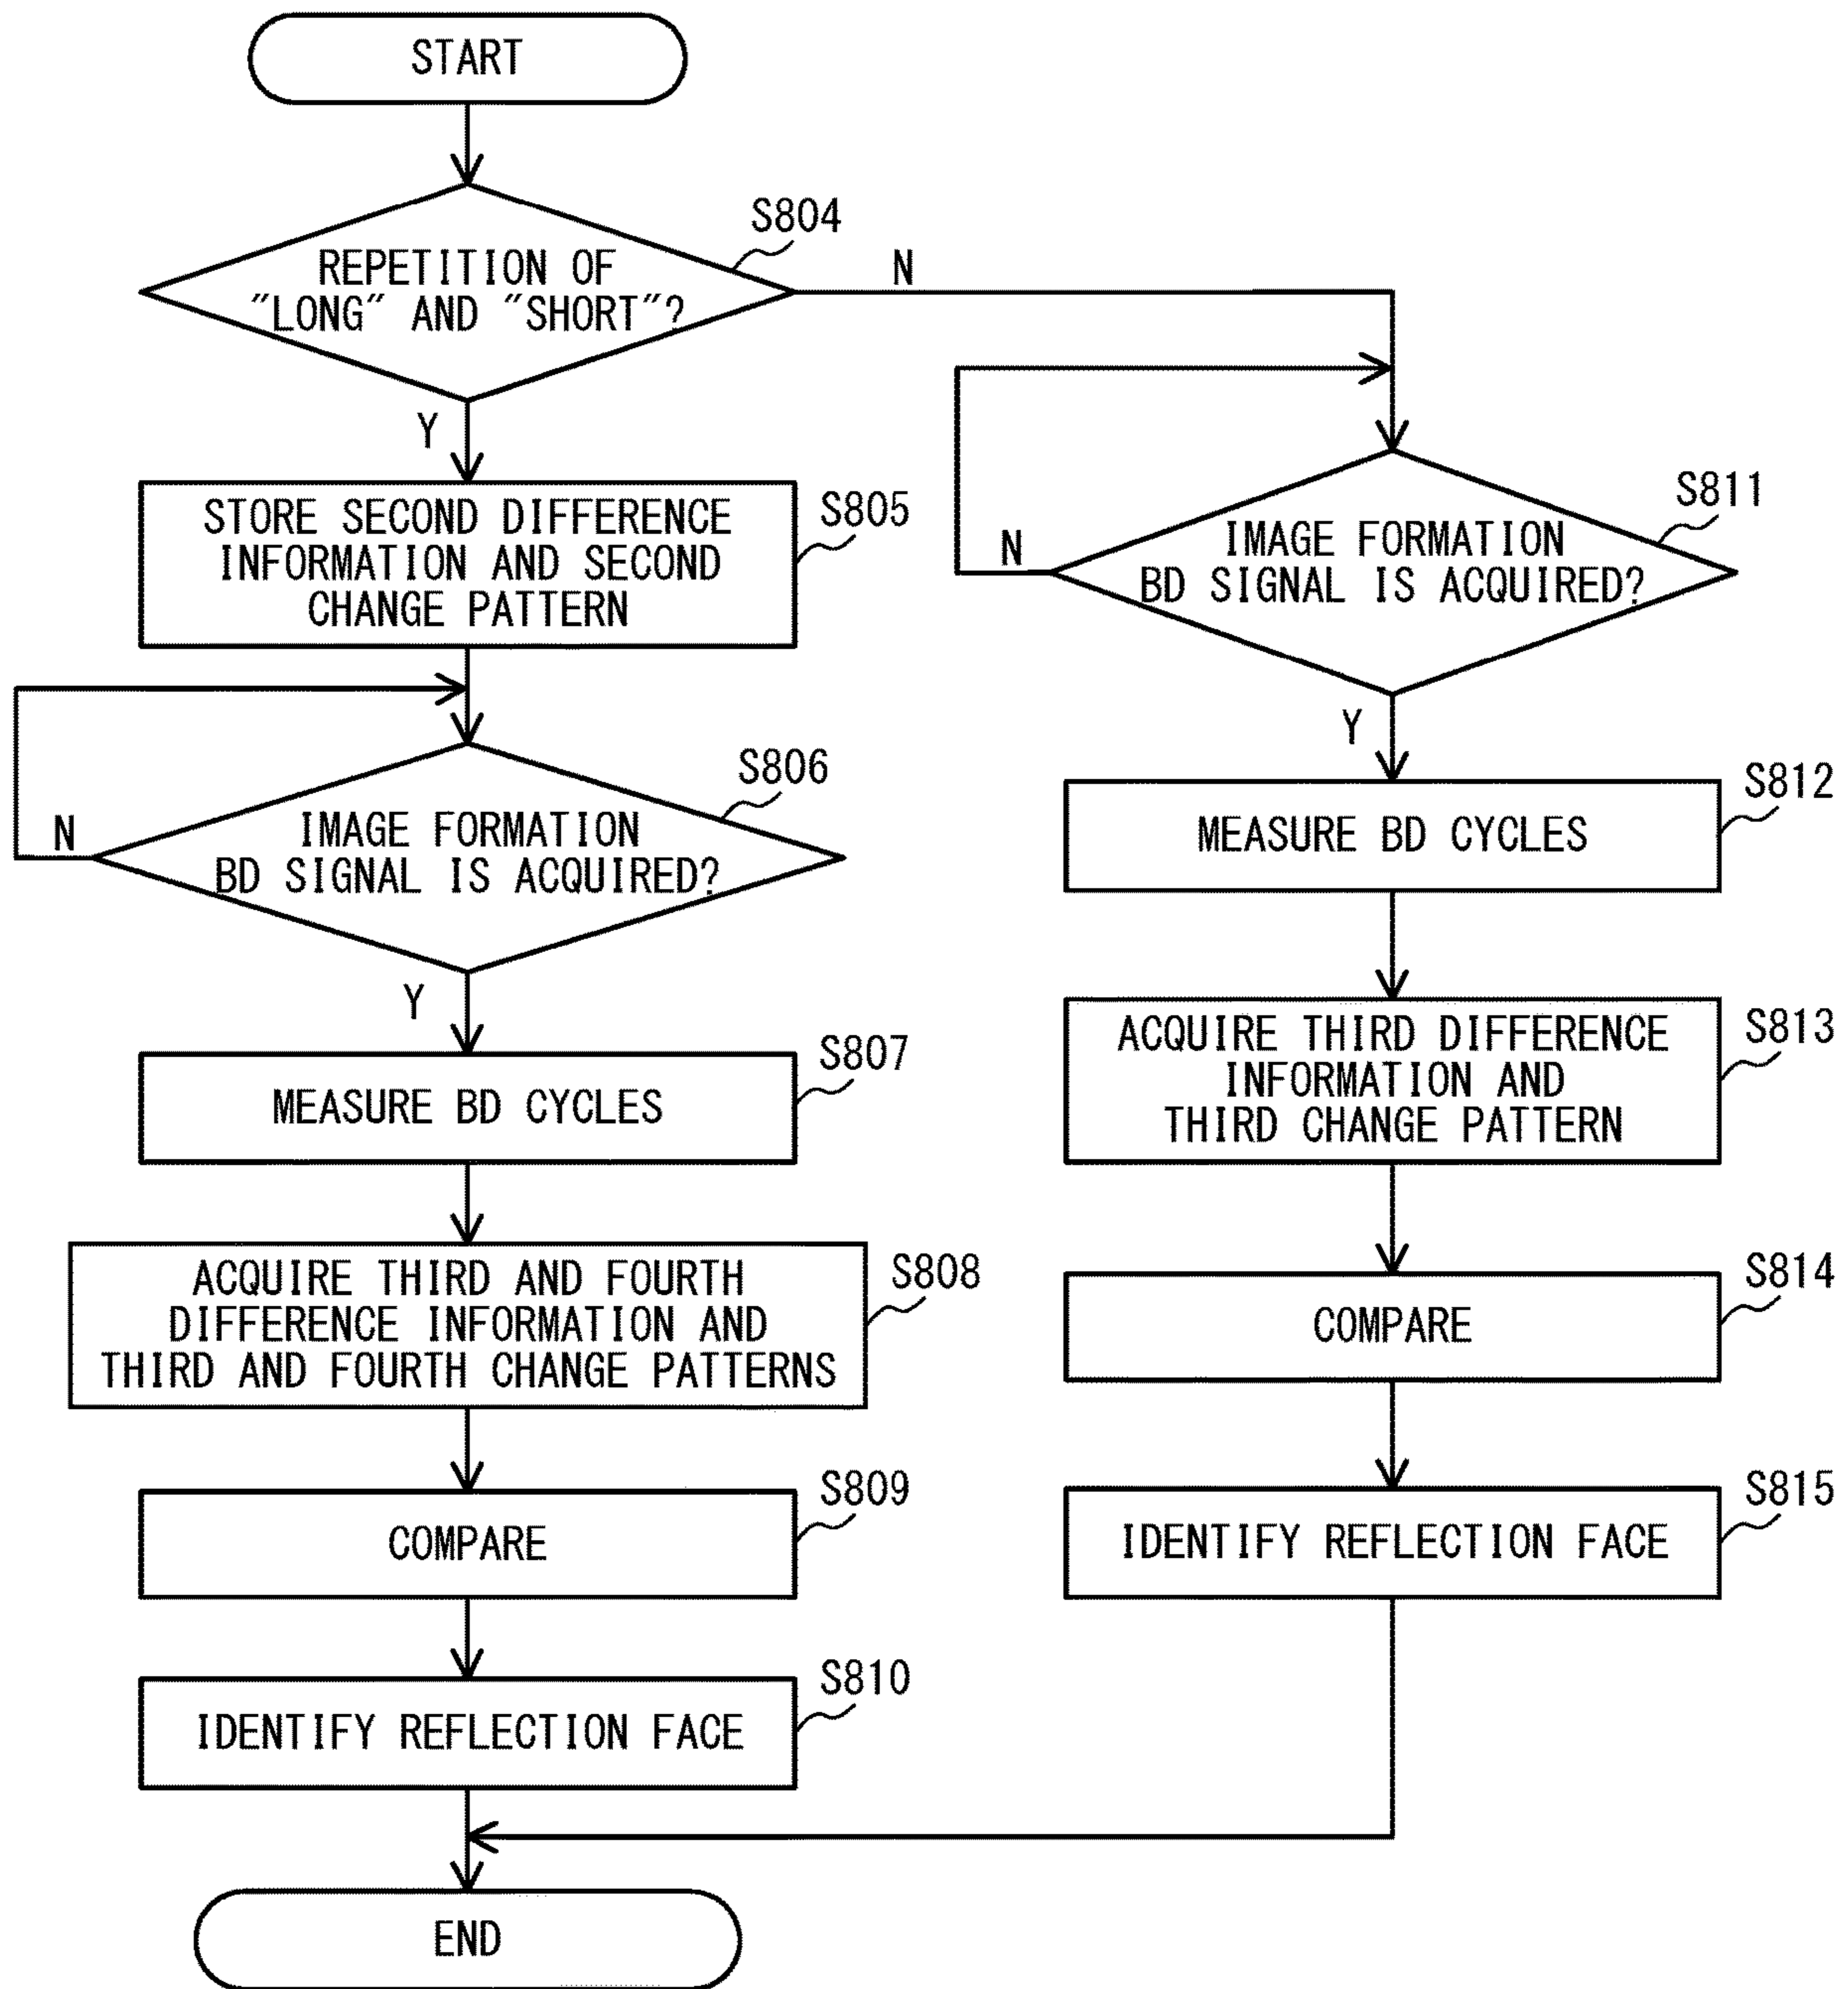 START
S804
REPETITION OF
"LONG" AND "SHORT"?
N
Y
STORE SECOND DIFFERENCE
INFORMATION AND SECOND
CHANGE PATTERN
S805
S806
IMAGE FORMATION
BD SIGNAL IS ACQUIRED?
N
Y
S807
MEASURE BD CYCLES
ACQUIRE THIRD AND FOURTH
DIFFERENCE INFORMATION AND
THIRD AND FOURTH CHANGE PATTERNS
S808
S809
COMPARE
S810
IDENTIFY REFLECTION FACE
S811
IMAGE FORMATION
BD SIGNAL IS ACQUIRED?
N
Y
S812
MEASURE BD CYCLES
S813
ACQUIRE THIRD DIFFERENCE
INFORMATION AND
THIRD CHANGE PATTERN
S814
COMPARE
S815
IDENTIFY REFLECTION FACE
END